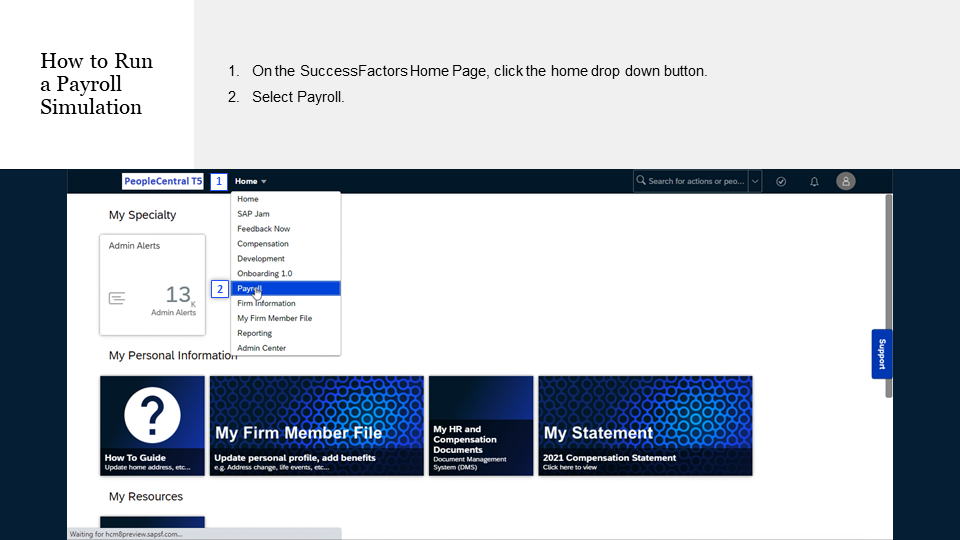 How to Run
a Payroll
Simulation
1. On the SuccessFactors Home Page, click the home drop down button.
2. Select Payroll.
PeopleCentral T5 1 Home
Search for actions or peo...
Home
SAP Jam
Feedback Now
Compensation
Development
Onboarding 1.0
2 Payroll
Firm Information
My Firm Member File
Reporting
Admin Center
My Specialty
Admin Alerts
13 K
Admin Alerts
Support
My Personal Information
How To Guide
Update home address, etc...
My Firm Member File
Update personal profile, add benefits
e.g. Address change, life events, etc...
My HR and
Compensation
Documents
Document Management
System (DMS)
My Statement
2021 Compensation Statement
Click here to view
My Resources
Waiting for hcm8preview.sapsf.com...